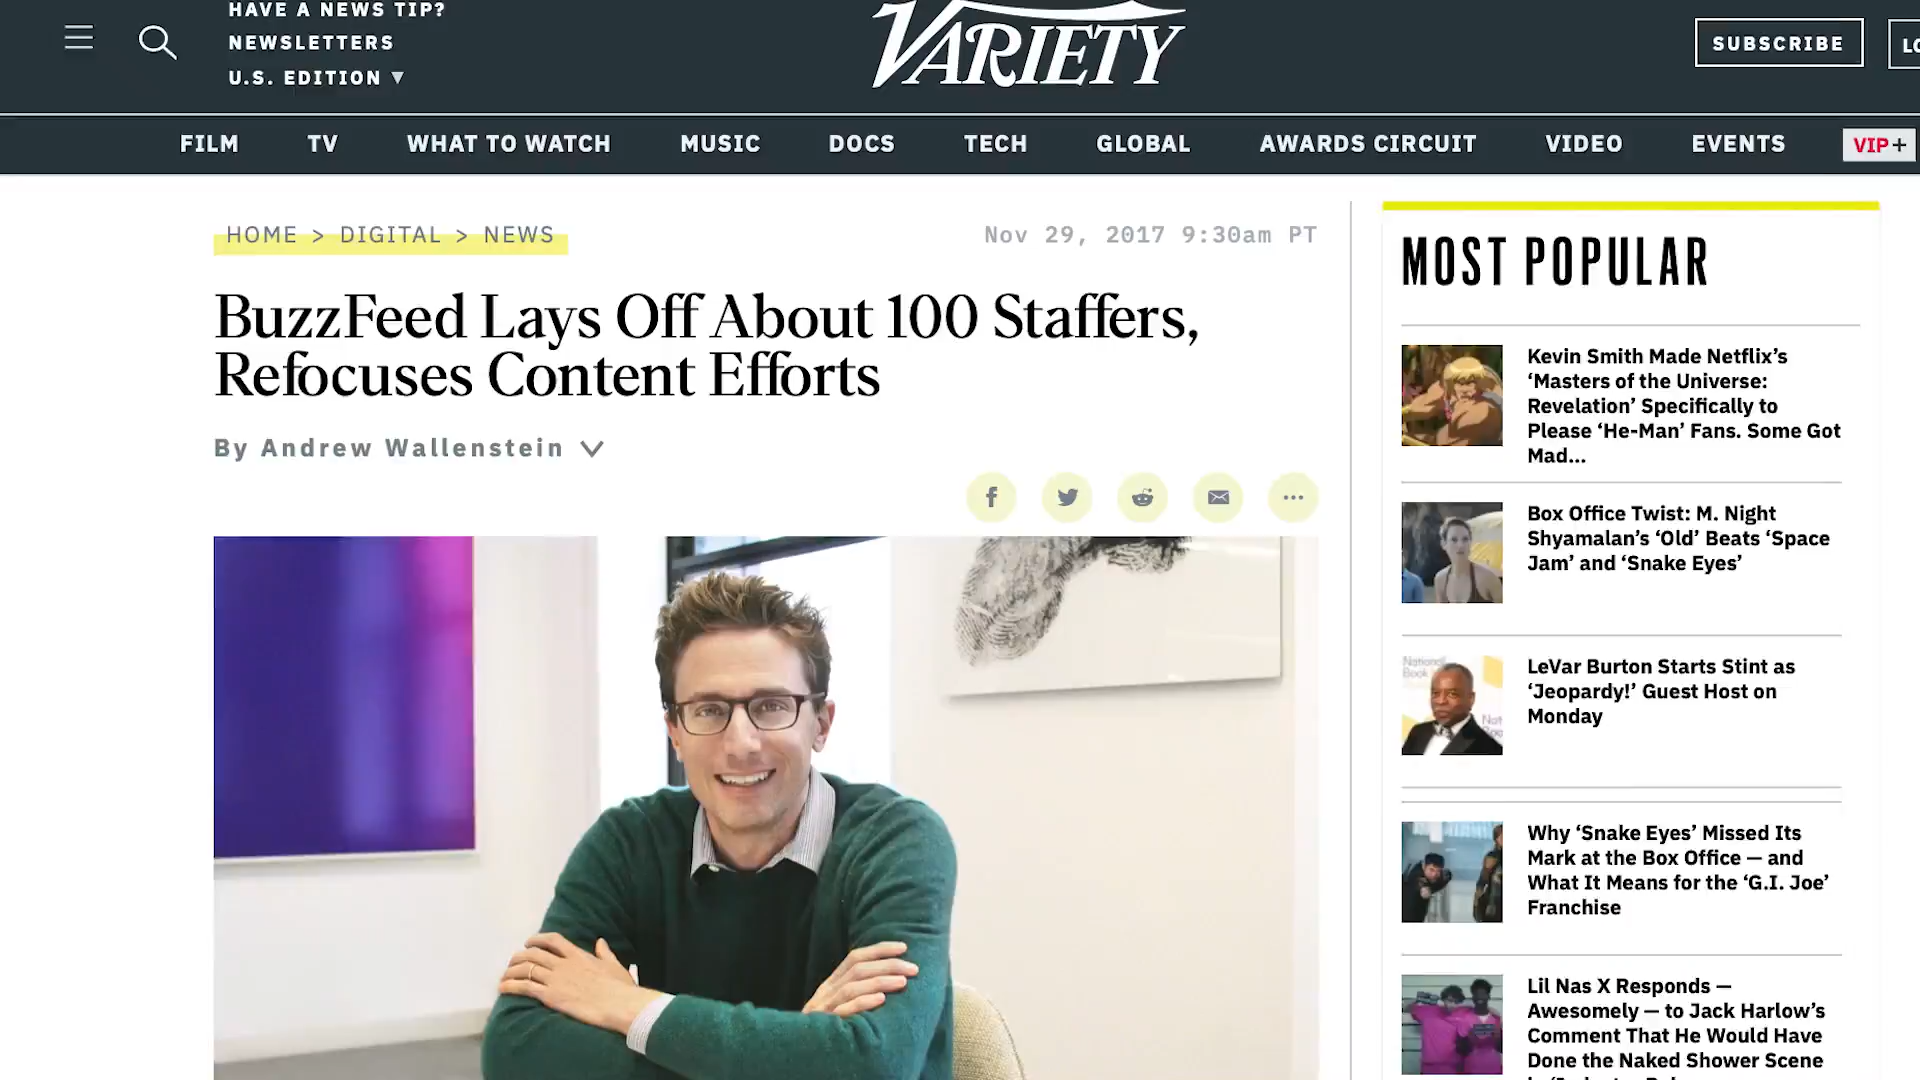 HAVE A NEWS TIP?
NEWSLETTERS
U.S. EDITION ▼
VARIETY
SUBSCRIBE
FILM TV WHAT TO WATCH MUSIC DOCS TECH GLOBAL AWARDS CIRCUIT VIDEO EVENTS VIP+
HOME > DIGITAL > NEWS
Nov 29, 2017 9:30am PT
BuzzFeed Lays Off About 100 Staffers,
Refocuses Content Efforts
By Andrew Wallenstein
MOST POPULAR
Kevin Smith Made Netflix’s
‘Masters of the Universe:
Revelation’ Specifically to
Please ‘He-Man’ Fans. Some Got
Mad...
Box Office Twist: M. Night
Shyamalan’s ‘Old’ Beats ‘Space
Jam’ and ‘Snake Eyes’
National
Book
LeVar Burton Starts Stint as
‘Jeopardy!’ Guest Host on
Monday
Why ‘Snake Eyes’ Missed Its
Mark at the Box Office — and
What It Means for the ‘G.I. Joe’
Franchise
Lil Nas X Responds —
Awesomely — to Jack Harlow’s
Comment That He Would Have
Done the Naked Shower Scene